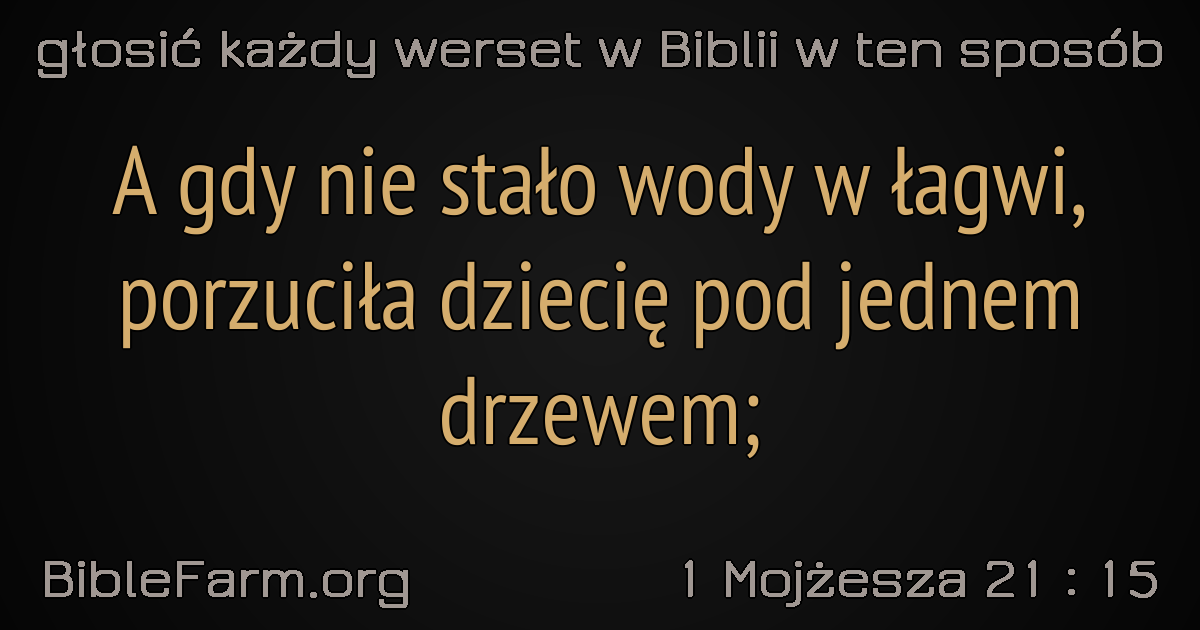 głosić każdy werset w Biblii w ten sposób
A gdy nie stało wody w łagwi,
porzuciła dziecię pod jednem
drzewem;
BibleFarm.org
1 Mojżesza 21 : 15